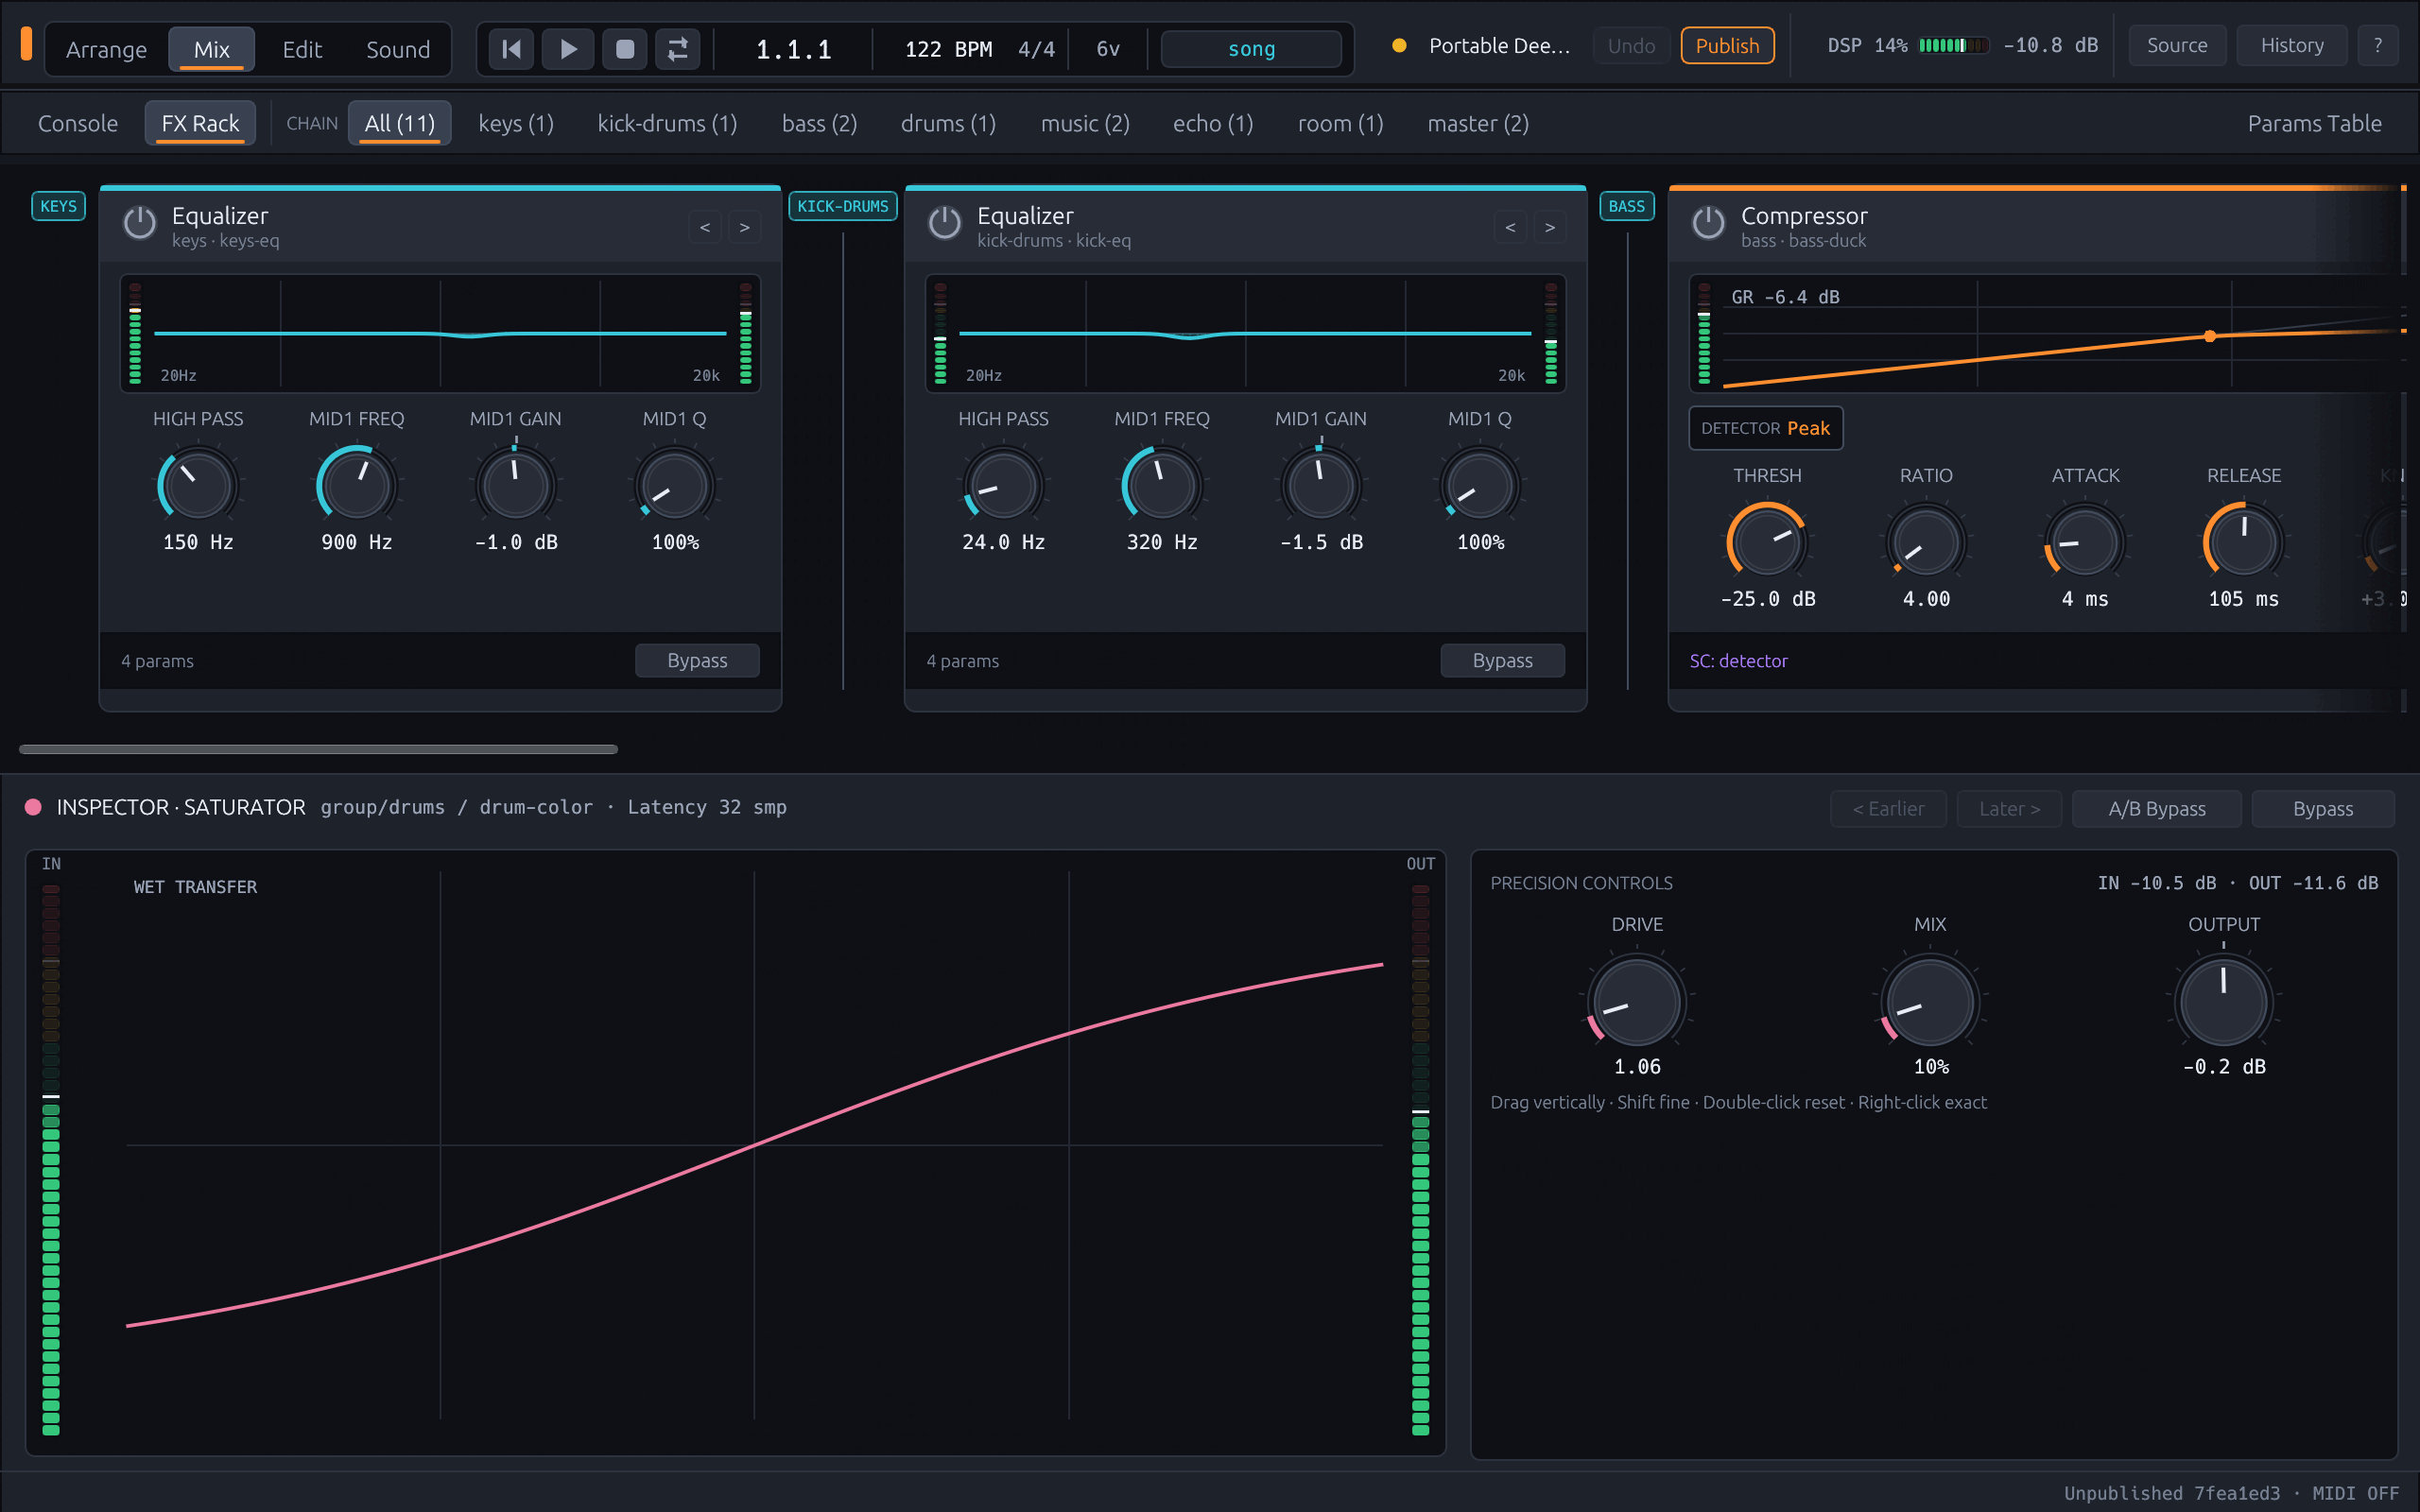 Arrange Mix Edit Sound 1.1.1 122 BPM 4/4 6v song Portable Dee... Undo Publish DSP 14% -10.8 dB Source History ?
Console FX Rack CHAIN All (11) keys (1) kick-drums (1) bass (2) drums (1) music (2) echo (1) room (1) master (2) Params Table
KEYS
Equalizer
keys · keys-eq
< >
20Hz 20k
HIGH PASS MID1 FREQ MID1 GAIN MID1 Q
150 Hz 900 Hz -1.0 dB 100%
4 params Bypass
KICK-DRUMS
Equalizer
kick-drums · kick-eq
< >
20Hz 20k
HIGH PASS MID1 FREQ MID1 GAIN MID1 Q
24.0 Hz 320 Hz -1.5 dB 100%
4 params Bypass
BASS
Compressor
bass · bass-duck
GR -6.4 dB
DETECTOR Peak
THRESH RATIO ATTACK RELEASE
-25.0 dB 4.00 4 ms 105 ms
SC: detector
INSPECTOR · SATURATOR group/drums / drum-color · Latency 32 smp
< Earlier Later > A/B Bypass Bypass
IN OUT
WET TRANSFER
PRECISION CONTROLS IN -10.5 dB · OUT -11.6 dB
DRIVE MIX OUTPUT
1.06 10% -0.2 dB
Drag vertically · Shift fine · Double-click reset · Right-click exact
Unpublished 7fea1ed3 · MIDI OFF